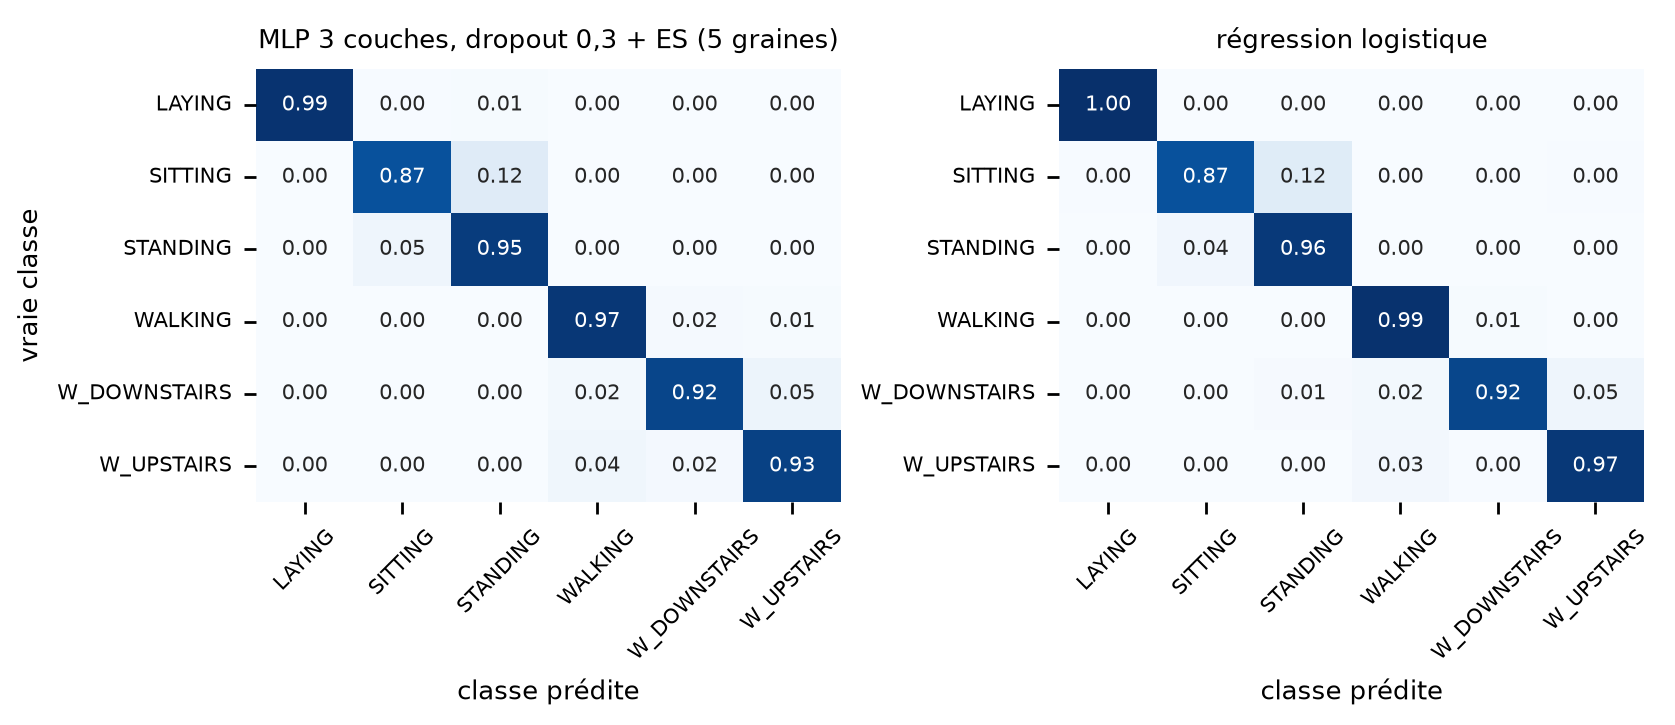 MLP 3 couches, dropout 0,3 + ES (5 graines)
vraie classe
LAYING 0.99 0.00 0.01 0.00 0.00 0.00
SITTING 0.00 0.87 0.12 0.00 0.00 0.00
STANDING 0.00 0.05 0.95 0.00 0.00 0.00
WALKING 0.00 0.00 0.00 0.97 0.02 0.01
W_DOWNSTAIRS 0.00 0.00 0.00 0.02 0.92 0.05
W_UPSTAIRS 0.00 0.00 0.00 0.04 0.02 0.93
LAYING SITTING STANDING WALKING W_DOWNSTAIRS W_UPSTAIRS
classe prédite
régression logistique
LAYING 1.00 0.00 0.00 0.00 0.00 0.00
SITTING 0.00 0.87 0.12 0.00 0.00 0.00
STANDING 0.00 0.04 0.96 0.00 0.00 0.00
WALKING 0.00 0.00 0.00 0.99 0.01 0.00
W_DOWNSTAIRS 0.00 0.00 0.01 0.02 0.92 0.05
W_UPSTAIRS 0.00 0.00 0.00 0.03 0.00 0.97
LAYING SITTING STANDING WALKING W_DOWNSTAIRS W_UPSTAIRS
classe prédite